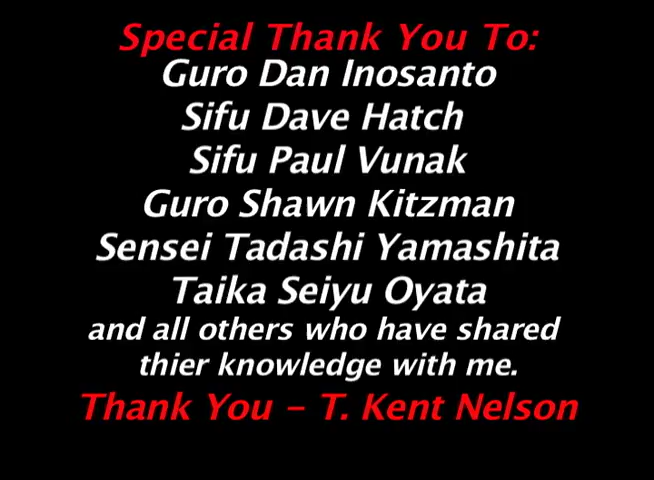 Special Thank You To:
Guro Dan Inosanto
Sifu Dave Hatch
Sifu Paul Vunak
Guro Shawn Kitzman
Sensei Tadashi Yamashita
Taika Seiyu Oyata
and all others who have shared
thier knowledge with me.
Thank You – T. Kent Nelson